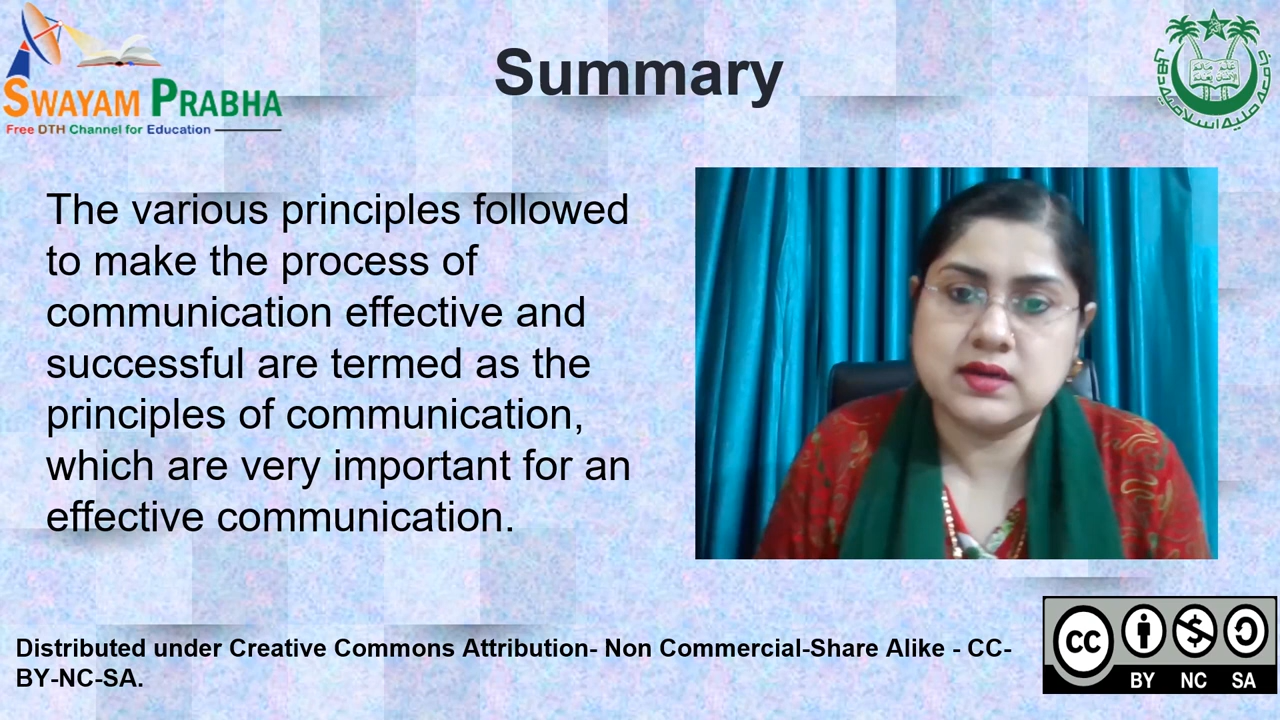 Summary
SWAYAM PRABHA
Free DTH Channel for Education
The various principles followed
to make the process of
communication effective and
successful are termed as the
principles of communication,
which are very important for an
effective communication.
Distributed under Creative Commons Attribution- Non Commercial-Share Alike - CC-
BY-NC-SA.
cc
BY NC SA